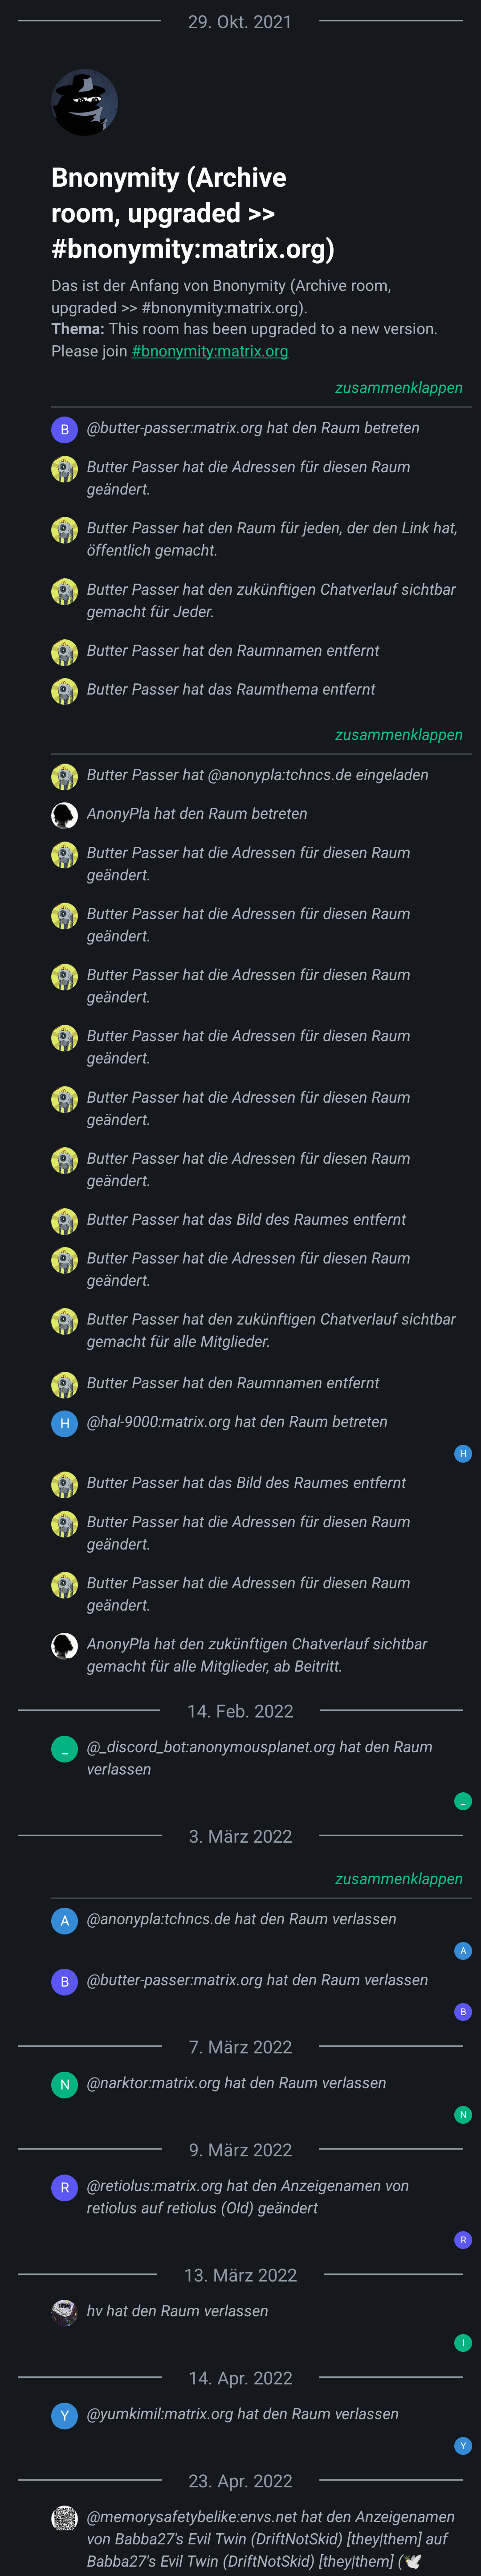 29. Okt. 2021
Bnonymity (Archive
room, upgraded >>
#bnonymity:matrix.org)
Das ist der Anfang von Bnonymity (Archive room,
upgraded >> #bnonymity:matrix.org).
Thema: This room has been upgraded to a new version.
Please join #bnonymity:matrix.org
zusammenklappen
B @butter-passer:matrix.org hat den Raum betreten
Butter Passer hat die Adressen für diesen Raum
geändert.
Butter Passer hat den Raum für jeden, der den Link hat,
öffentlich gemacht.
Butter Passer hat den zukünftigen Chatverlauf sichtbar
gemacht für Jeder.
Butter Passer hat den Raumnamen entfernt
Butter Passer hat das Raumthema entfernt
zusammenklappen
Butter Passer hat @anonypla:tchncs.de eingeladen
AnonyPla hat den Raum betreten
Butter Passer hat die Adressen für diesen Raum
geändert.
Butter Passer hat die Adressen für diesen Raum
geändert.
Butter Passer hat die Adressen für diesen Raum
geändert.
Butter Passer hat die Adressen für diesen Raum
geändert.
Butter Passer hat die Adressen für diesen Raum
geändert.
Butter Passer hat die Adressen für diesen Raum
geändert.
Butter Passer hat das Bild des Raumes entfernt
Butter Passer hat die Adressen für diesen Raum
geändert.
Butter Passer hat den zukünftigen Chatverlauf sichtbar
gemacht für alle Mitglieder.
Butter Passer hat den Raumnamen entfernt
H @hal-9000:matrix.org hat den Raum betreten
H
Butter Passer hat das Bild des Raumes entfernt
Butter Passer hat die Adressen für diesen Raum
geändert.
Butter Passer hat die Adressen für diesen Raum
geändert.
AnonyPla hat den zukünftigen Chatverlauf sichtbar
gemacht für alle Mitglieder, ab Beitritt.
14. Feb. 2022
_ @_discord_bot:anonymousplanet.org hat den Raum
verlassen
_
3. März 2022
zusammenklappen
A @anonypla:tchncs.de hat den Raum verlassen
A
B @butter-passer:matrix.org hat den Raum verlassen
B
7. März 2022
N @narktor:matrix.org hat den Raum verlassen
N
9. März 2022
R @retiolus:matrix.org hat den Anzeigenamen von
retiolus auf retiolus (Old) geändert
R
13. März 2022
hv hat den Raum verlassen
I
14. Apr. 2022
Y @yumkimil:matrix.org hat den Raum verlassen
Y
23. Apr. 2022
@memorysafetybelike:envs.net hat den Anzeigenamen
von Babba27's Evil Twin (DriftNotSkid) [they|them] auf
Babba27's Evil Twin (DriftNotSkid) [they|them] (🕊